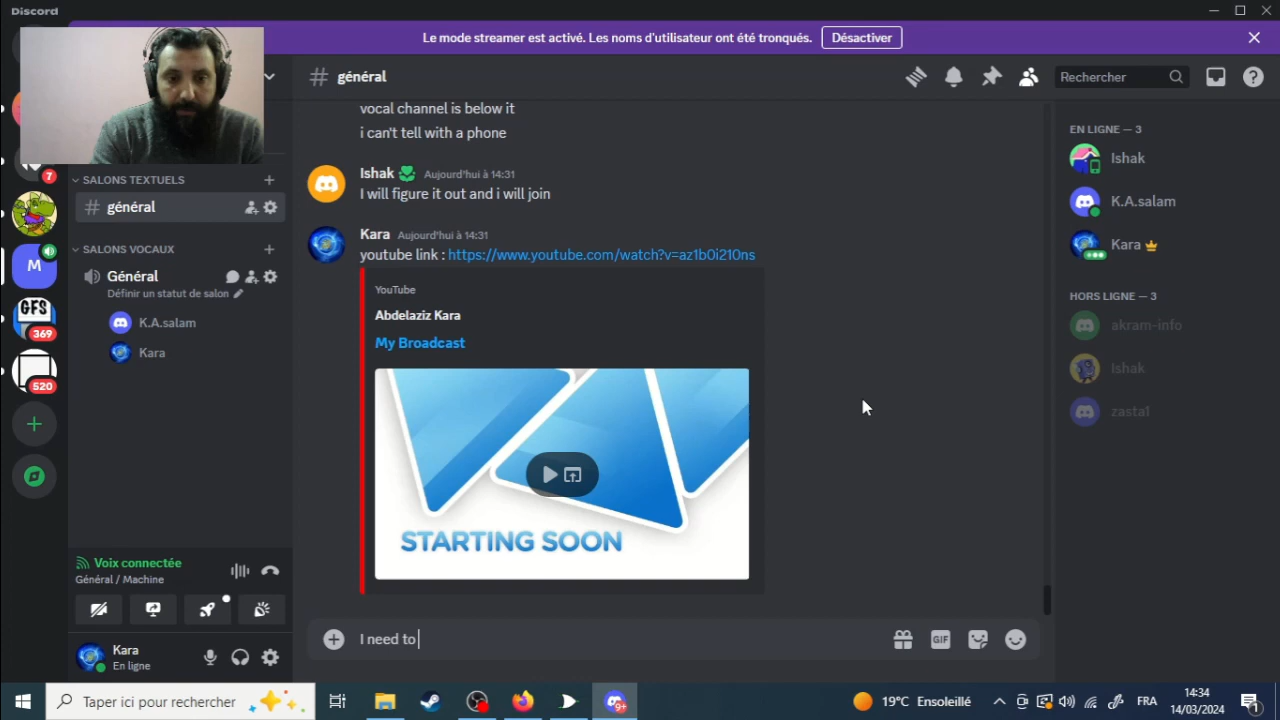 Discord
Le mode streamer est activé. Les noms d'utilisateur ont été tronqués.
Désactiver
général
Rechercher
vocal channel is below it
i can't tell with a phone
Ishak Aujourd'hui à 14:31
I will figure it out and i will join
Kara Aujourd'hui à 14:31
youtube link : https://www.youtube.com/watch?v=az1b0i210ns
YouTube
Abdelaziz Kara
My Broadcast
STARTING SOON
I need to
GIF
7
M
GFS
369
520
SALONS TEXTUELS
général
SALONS VOCAUX
Général
Définir un statut de salon
K.A.salam
Kara
Voix connectée
Général / Machine
Kara
En ligne
EN LIGNE — 3
Ishak
K.A.salam
Kara
HORS LIGNE — 3
akram-info
Ishak
zasta1
Taper ici pour rechercher
9+
19°C Ensoleillé
FRA
14:34
14/03/2024
1